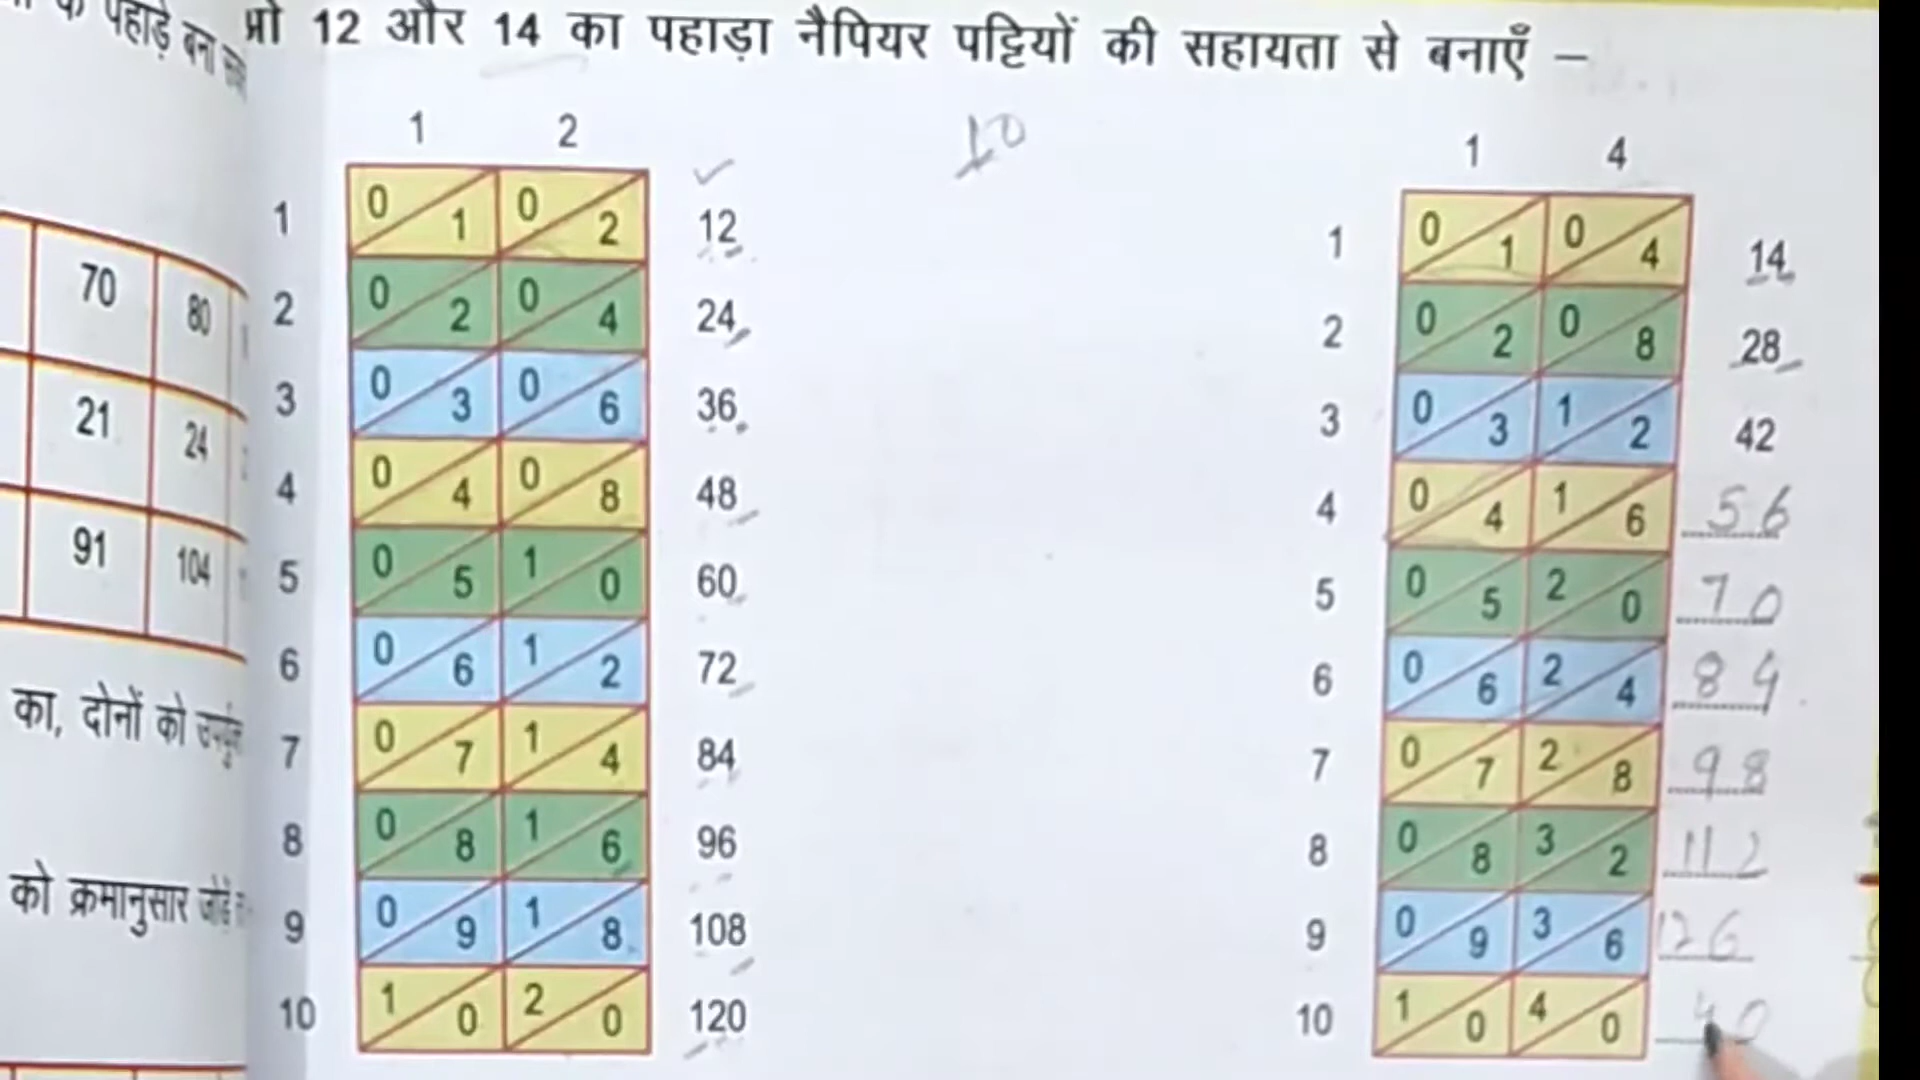 12 और 14 का पहाड़ा नैपियर पट्टियों की सहायता से बनाएँ –
पहाड़े बना
70 80
21 24
91 104
का, दोनों को
को क्रमानुसार जोड़ें
10
1 2
1 0 1 0 2 12
2 0 2 0 4 24
3 0 3 0 6 36
4 0 4 0 8 48
5 0 5 1 0 60
6 0 6 1 2 72
7 0 7 1 4 84
8 0 8 1 6 96
9 0 9 1 8 108
10 1 0 2 0 120
1 4
1 0 1 0 4 14
2 0 2 0 8 28
3 0 3 1 2 42
4 0 4 1 6 56
5 0 5 2 0 70
6 0 6 2 4 84
7 0 7 2 8 98
8 0 8 3 2 112
9 0 9 3 6 126
10 1 0 4 0 40